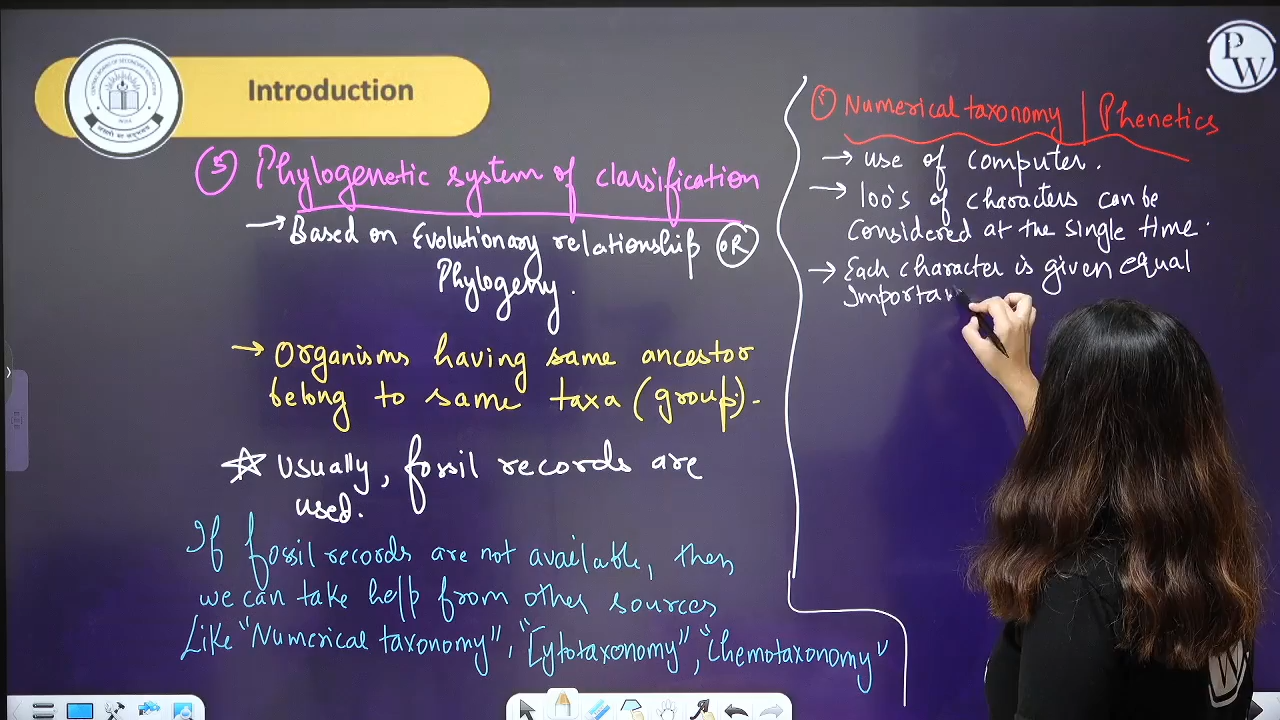 Introduction
PW
⑤ Phylogenetic system of classification
→ Based on Evolutionary relationship OR
Phylogeny.
→ Organisms having same ancestor
belong to same taxa (group).
☆ Usually, fossil records are
used.
If fossil records are not available, then
we can take help from other sources
Like "Numerical taxonomy", "Cytotaxonomy", "Chemotaxonomy"
① Numerical taxonomy | Phenetics
→ use of computer.
→ 100's of characters can be
Considered at the single time.
→ Each character is given equal
Importan
W